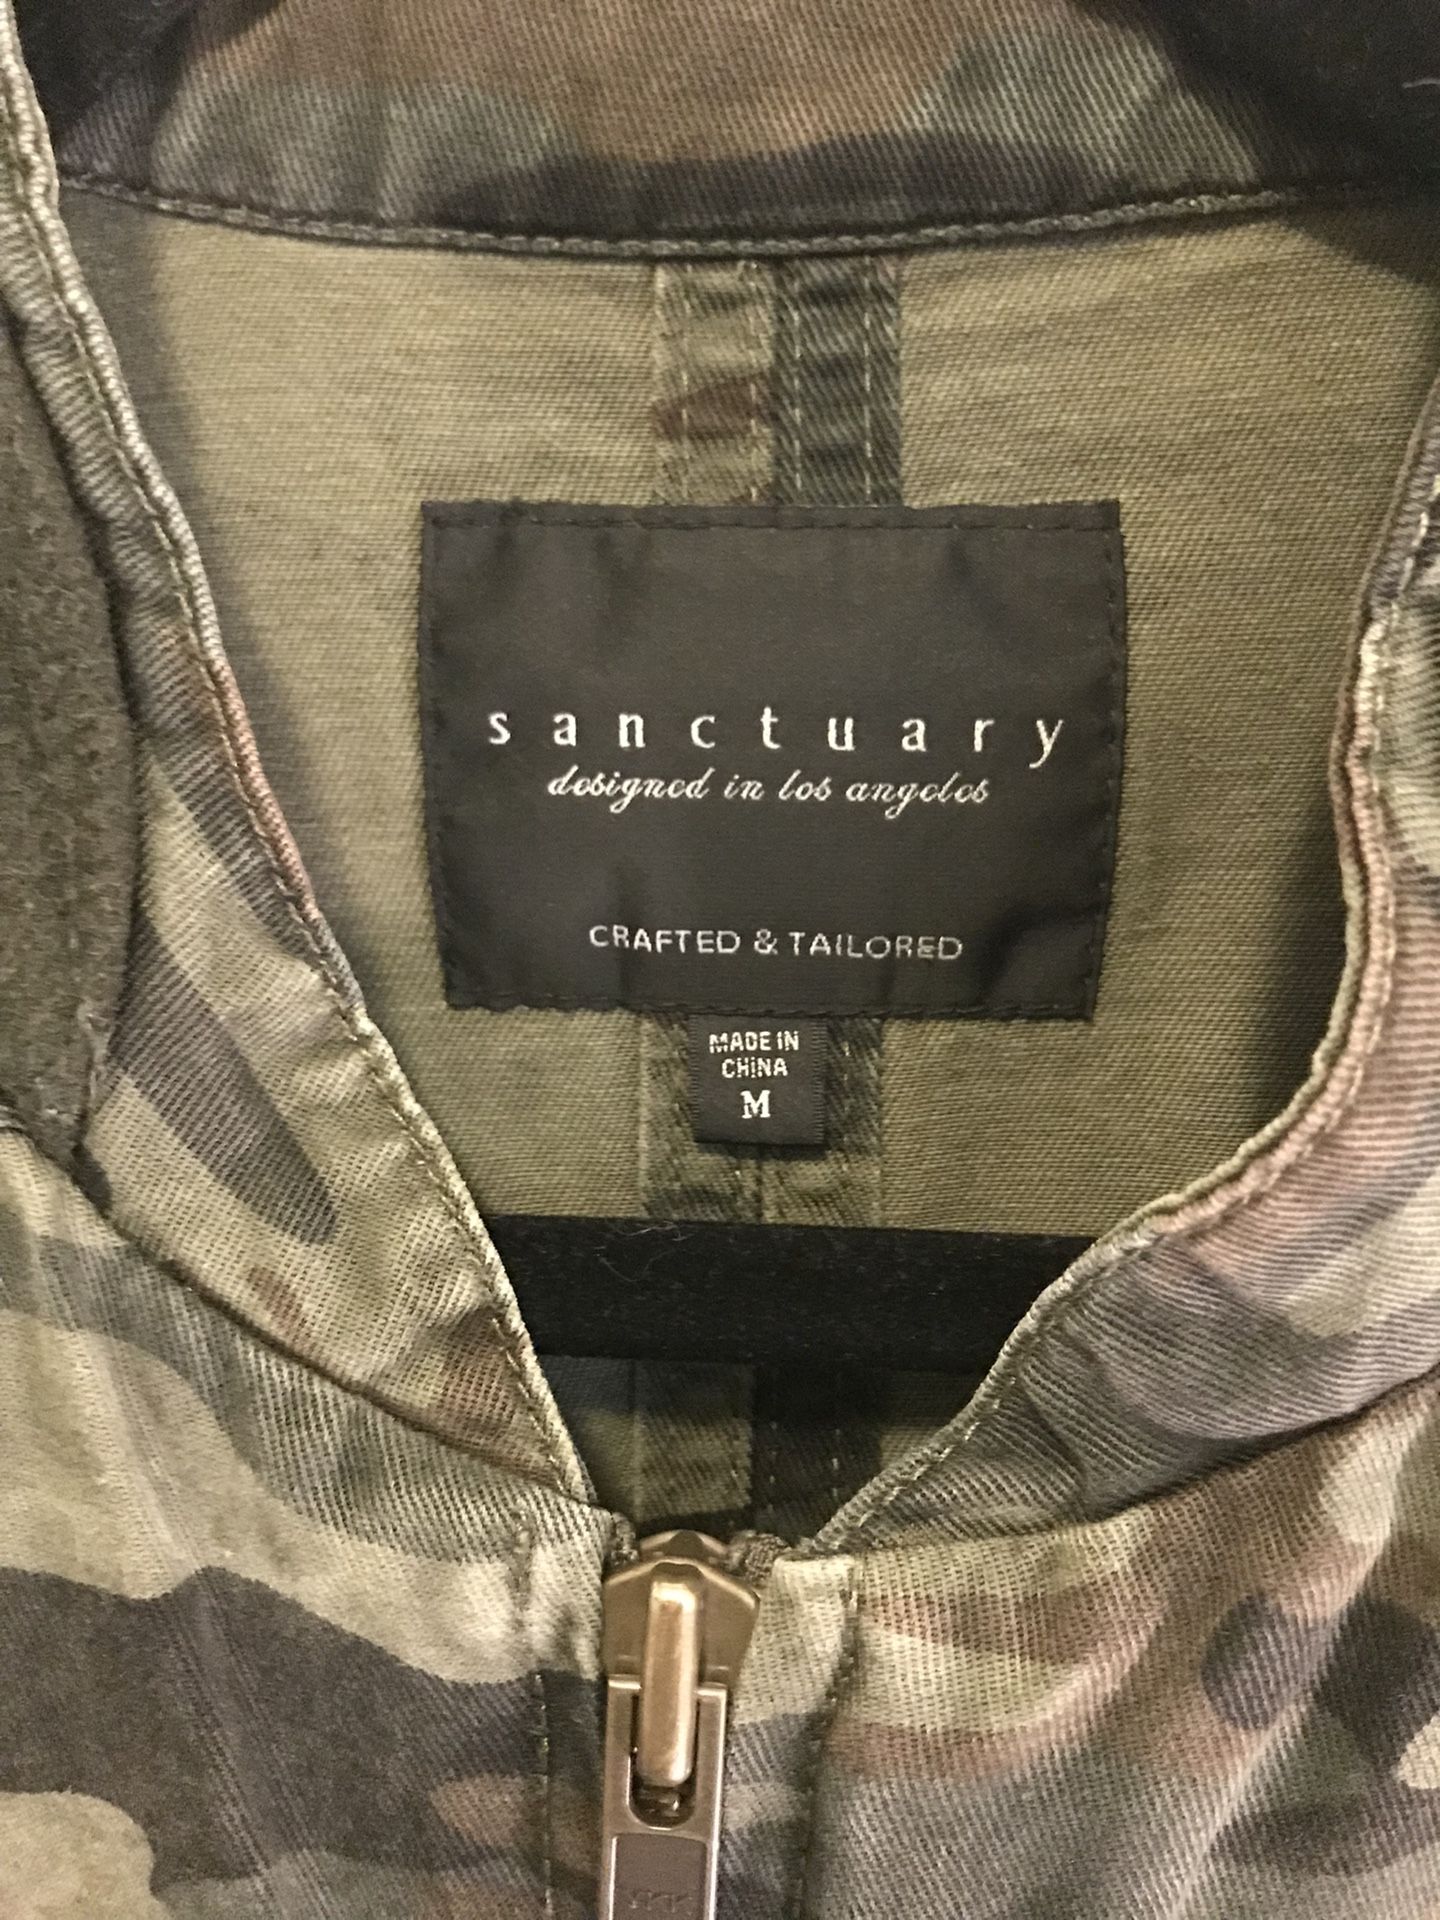 sanctuary
designed in los angeles
CRAFTED & TAILORED
MADE IN
CHINA
M